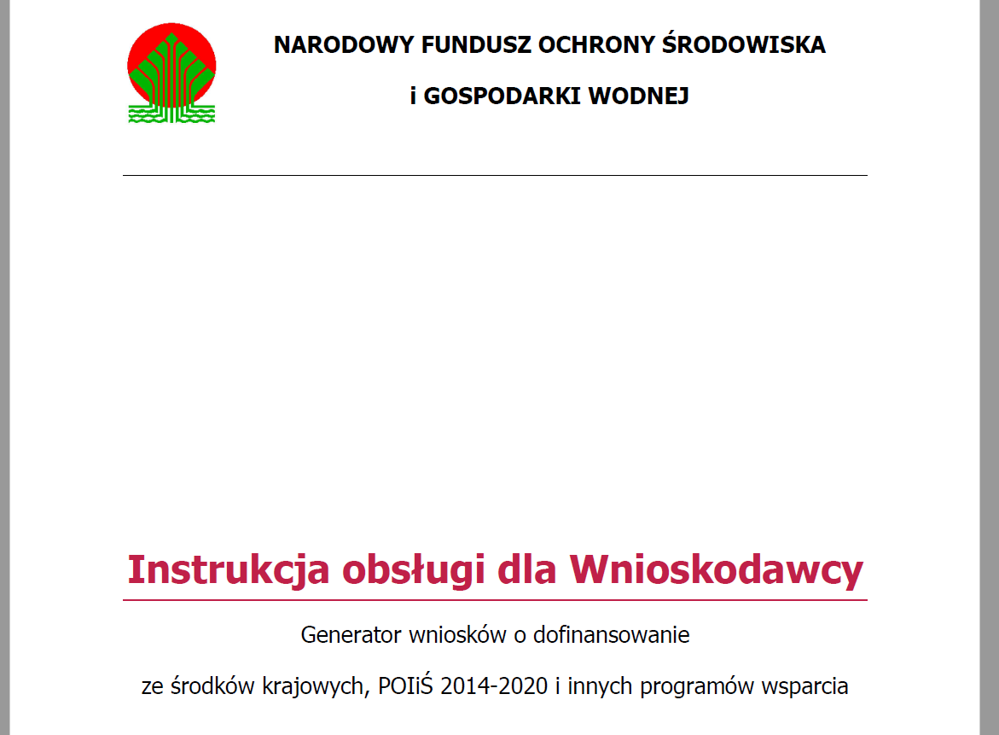 NARODOWY FUNDUSZ OCHRONY ŚRODOWISKA
i GOSPODARKI WODNEJ
Instrukcja obsługi dla Wnioskodawcy
Generator wniosków o dofinansowanie
ze środków krajowych, POIiŚ 2014-2020 i innych programów wsparcia